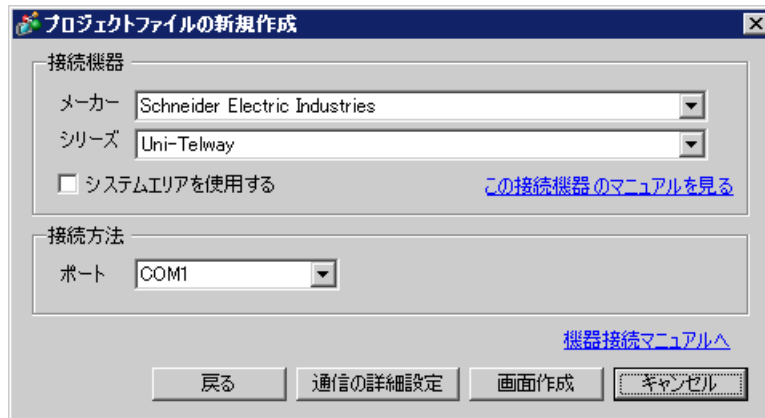 プロジェクトファイルの新規作成
接続機器
メーカー Schneider Electric Industries
シリーズ Uni-Telway
システムエリアを使用する この接続機器のマニュアルを見る
接続方法
ポート COM1
機器接続マニュアルへ
戻る 通信の詳細設定 画面作成 キャンセル